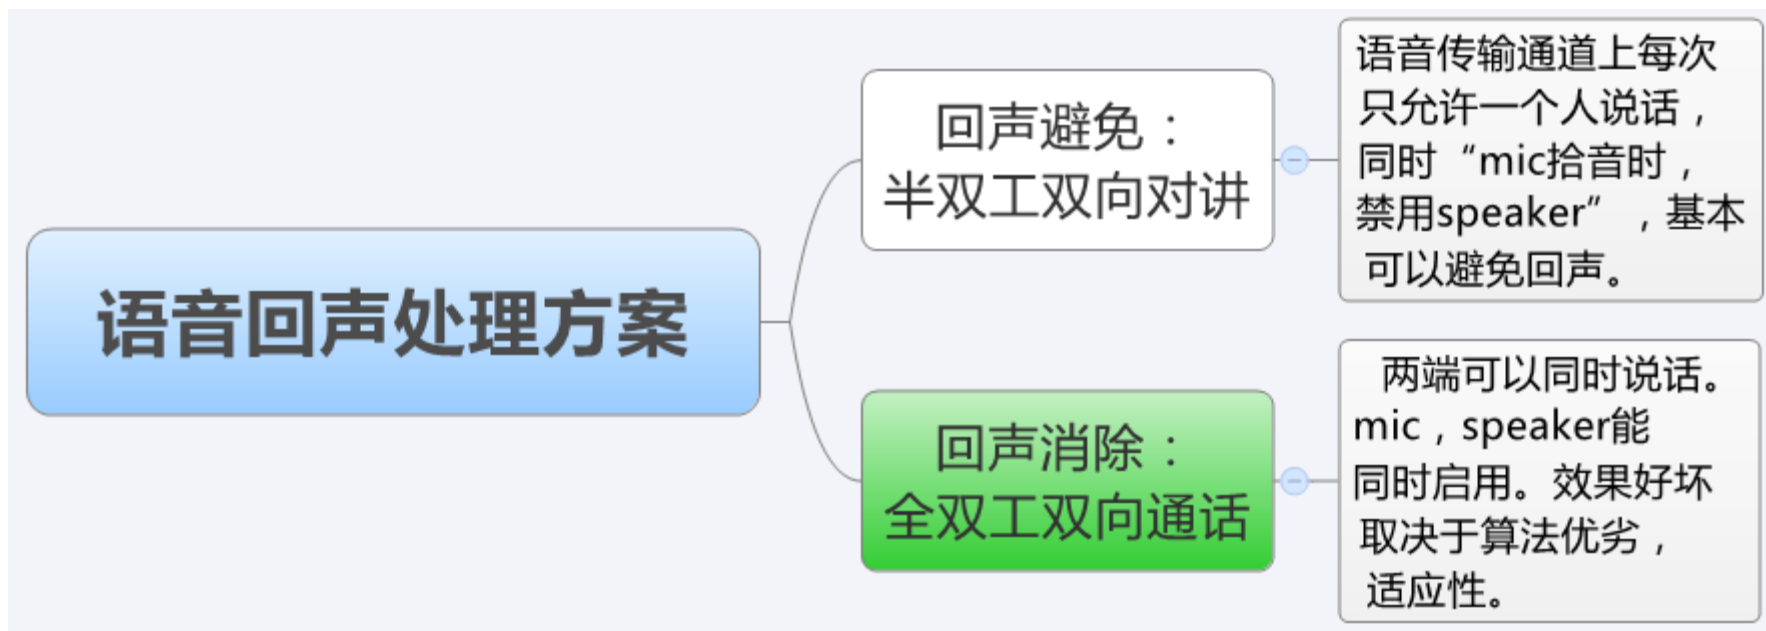 语音回声处理方案
回声避免：
半双工双向对讲
语音传输通道上每次
只允许一个人说话，
同时“mic拾音时，
禁用speaker”，基本
可以避免回声。
回声消除：
全双工双向通话
两端可以同时说话。
mic，speaker能
同时启用。效果好坏
取决于算法优劣，
适应性。